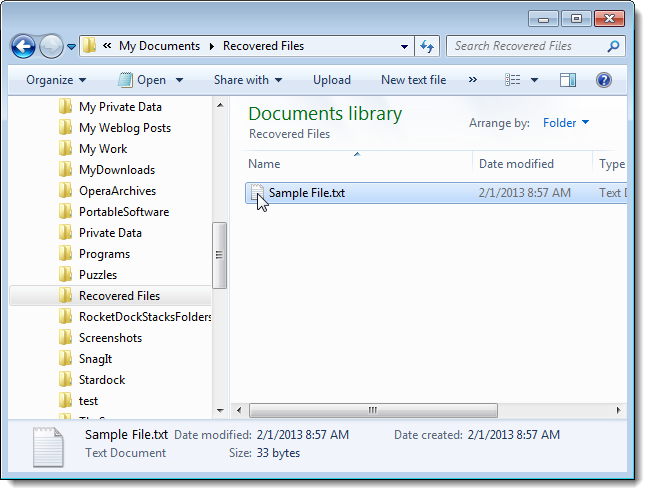 « My Documents ▸ Recovered Files
Search Recovered Files
Organize Open Share with Upload New text file »
My Private Data
My Weblog Posts
My Work
MyDownloads
OperaArchives
PortableSoftware
Private Data
Programs
Puzzles
Recovered Files
RocketDockStacksFolders
Screenshots
SnagIt
Stardock
test
Documents library
Recovered Files
Arrange by: Folder
Name Date modified Type
Sample File.txt 2/1/2013 8:57 AM Text D
Sample File.txt Date modified: 2/1/2013 8:57 AM Date created: 2/1/2013 8:57 AM
Text Document Size: 33 bytes